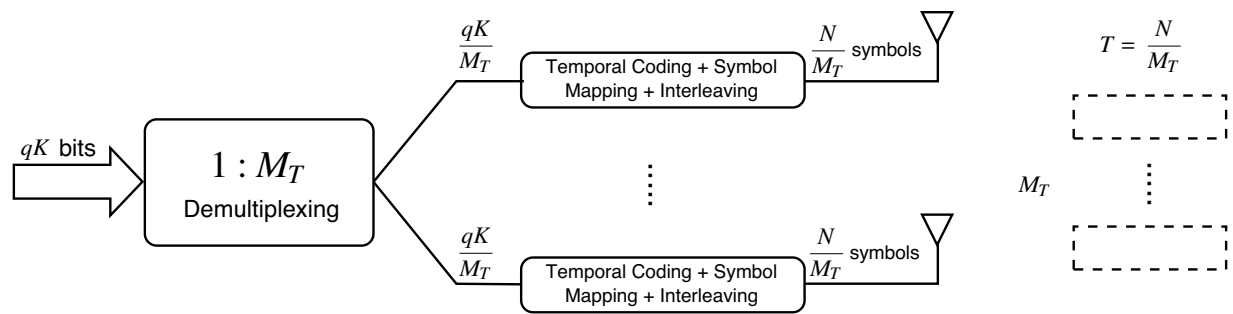 qK bits
1 : M_T
Demultiplexing
qK/M_T
Temporal Coding + Symbol
Mapping + Interleaving
N/M_T symbols
qK/M_T
Temporal Coding + Symbol
Mapping + Interleaving
N/M_T symbols
T = N/M_T
M_T